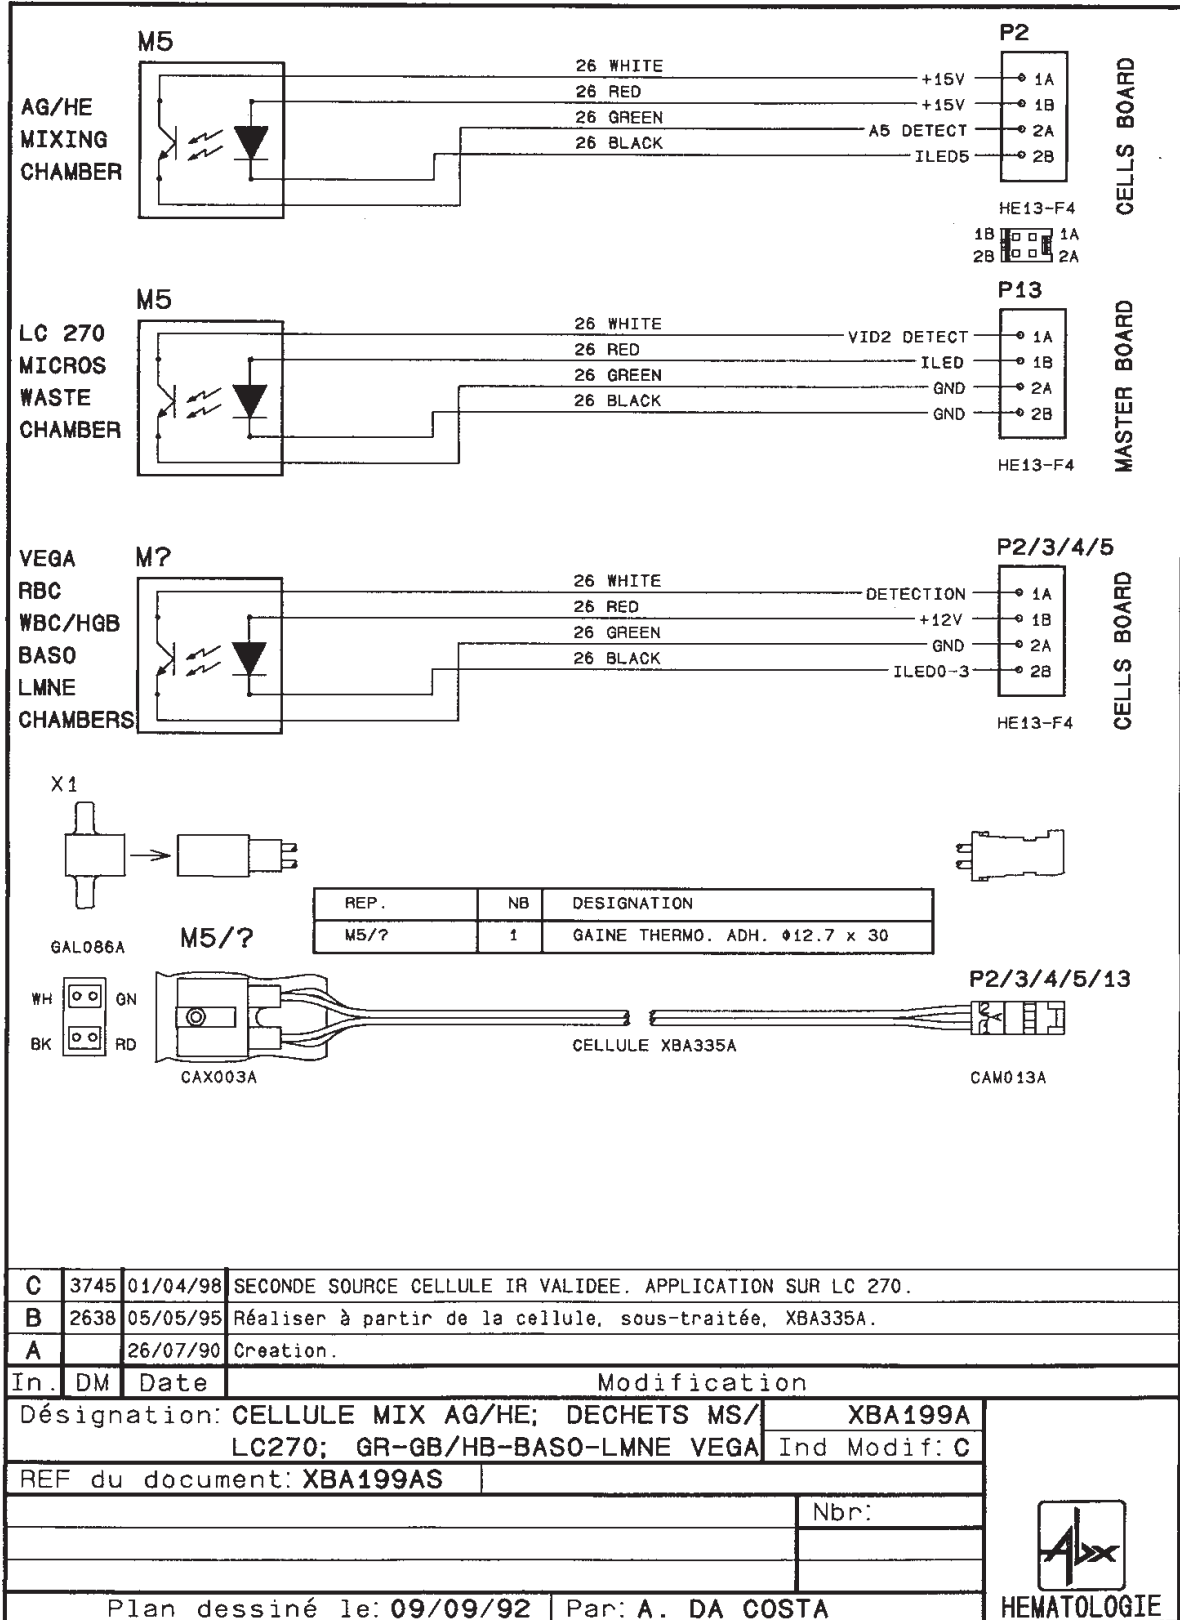 M5
P2
AG/HE
MIXING
CHAMBER
26 WHITE
26 RED
26 GREEN
26 BLACK
+15V
+15V
A5 DETECT
ILED5
1A
1B
2A
2B
CELLS BOARD
HE13-F4
1B 1A
2B 2A
M5
P13
LC 270
MICROS
WASTE
CHAMBER
26 WHITE
26 RED
26 GREEN
26 BLACK
VID2 DETECT
ILED
GND
GND
1A
1B
2A
2B
MASTER BOARD
HE13-F4
M?
P2/3/4/5
VEGA
RBC
WBC/HGB
BASO
LMNE
CHAMBERS
26 WHITE
26 RED
26 GREEN
26 BLACK
DETECTION
+12V
GND
ILED0-3
1A
1B
2A
2B
CELLS BOARD
HE13-F4
X1
REP. NB DESIGNATION
M5/? 1 GAINE THERMO. ADH. Φ12.7 x 30
GAL086A
M5/?
P2/3/4/5/13
WH GN
BK RD
CAX003A
CELLULE XBA335A
CAM013A
C 3745 01/04/98 SECONDE SOURCE CELLULE IR VALIDEE. APPLICATION SUR LC 270.
B 2638 05/05/95 Réaliser à partir de la cellule, sous-traitée, XBA335A.
A 26/07/90 Creation.
In. DM Date Modification
Désignation: CELLULE MIX AG/HE; DECHETS MS/ XBA199A
LC270; GR-GB/HB-BASO-LMNE VEGA Ind Modif: C
REF du document: XBA199AS
Nbr:
Abx
HEMATOLOGIE
Plan dessiné le: 09/09/92 Par: A. DA COSTA